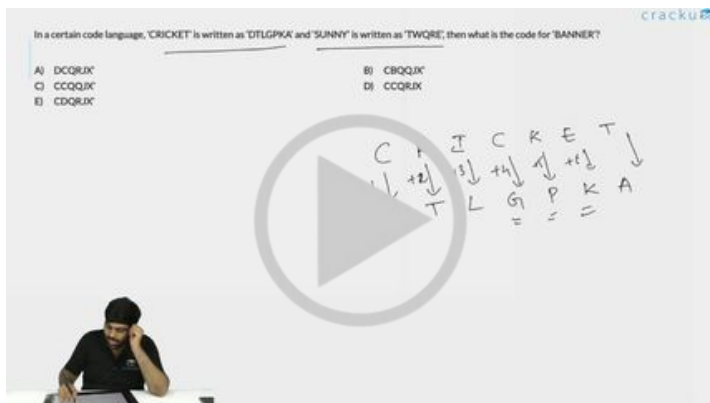 cracku
In a certain code language, 'CRICKET' is written as 'DTLGPKA' and 'SUNNY' is written as 'TWQRE', then what is the code for 'BANNER'?
A) DCQRJX'
B) CBQQJX'
C) CCQQJX'
D) CCQRJX
E) CDQRJX'
C I C K E T
+2 +3 +4
T L G P K A